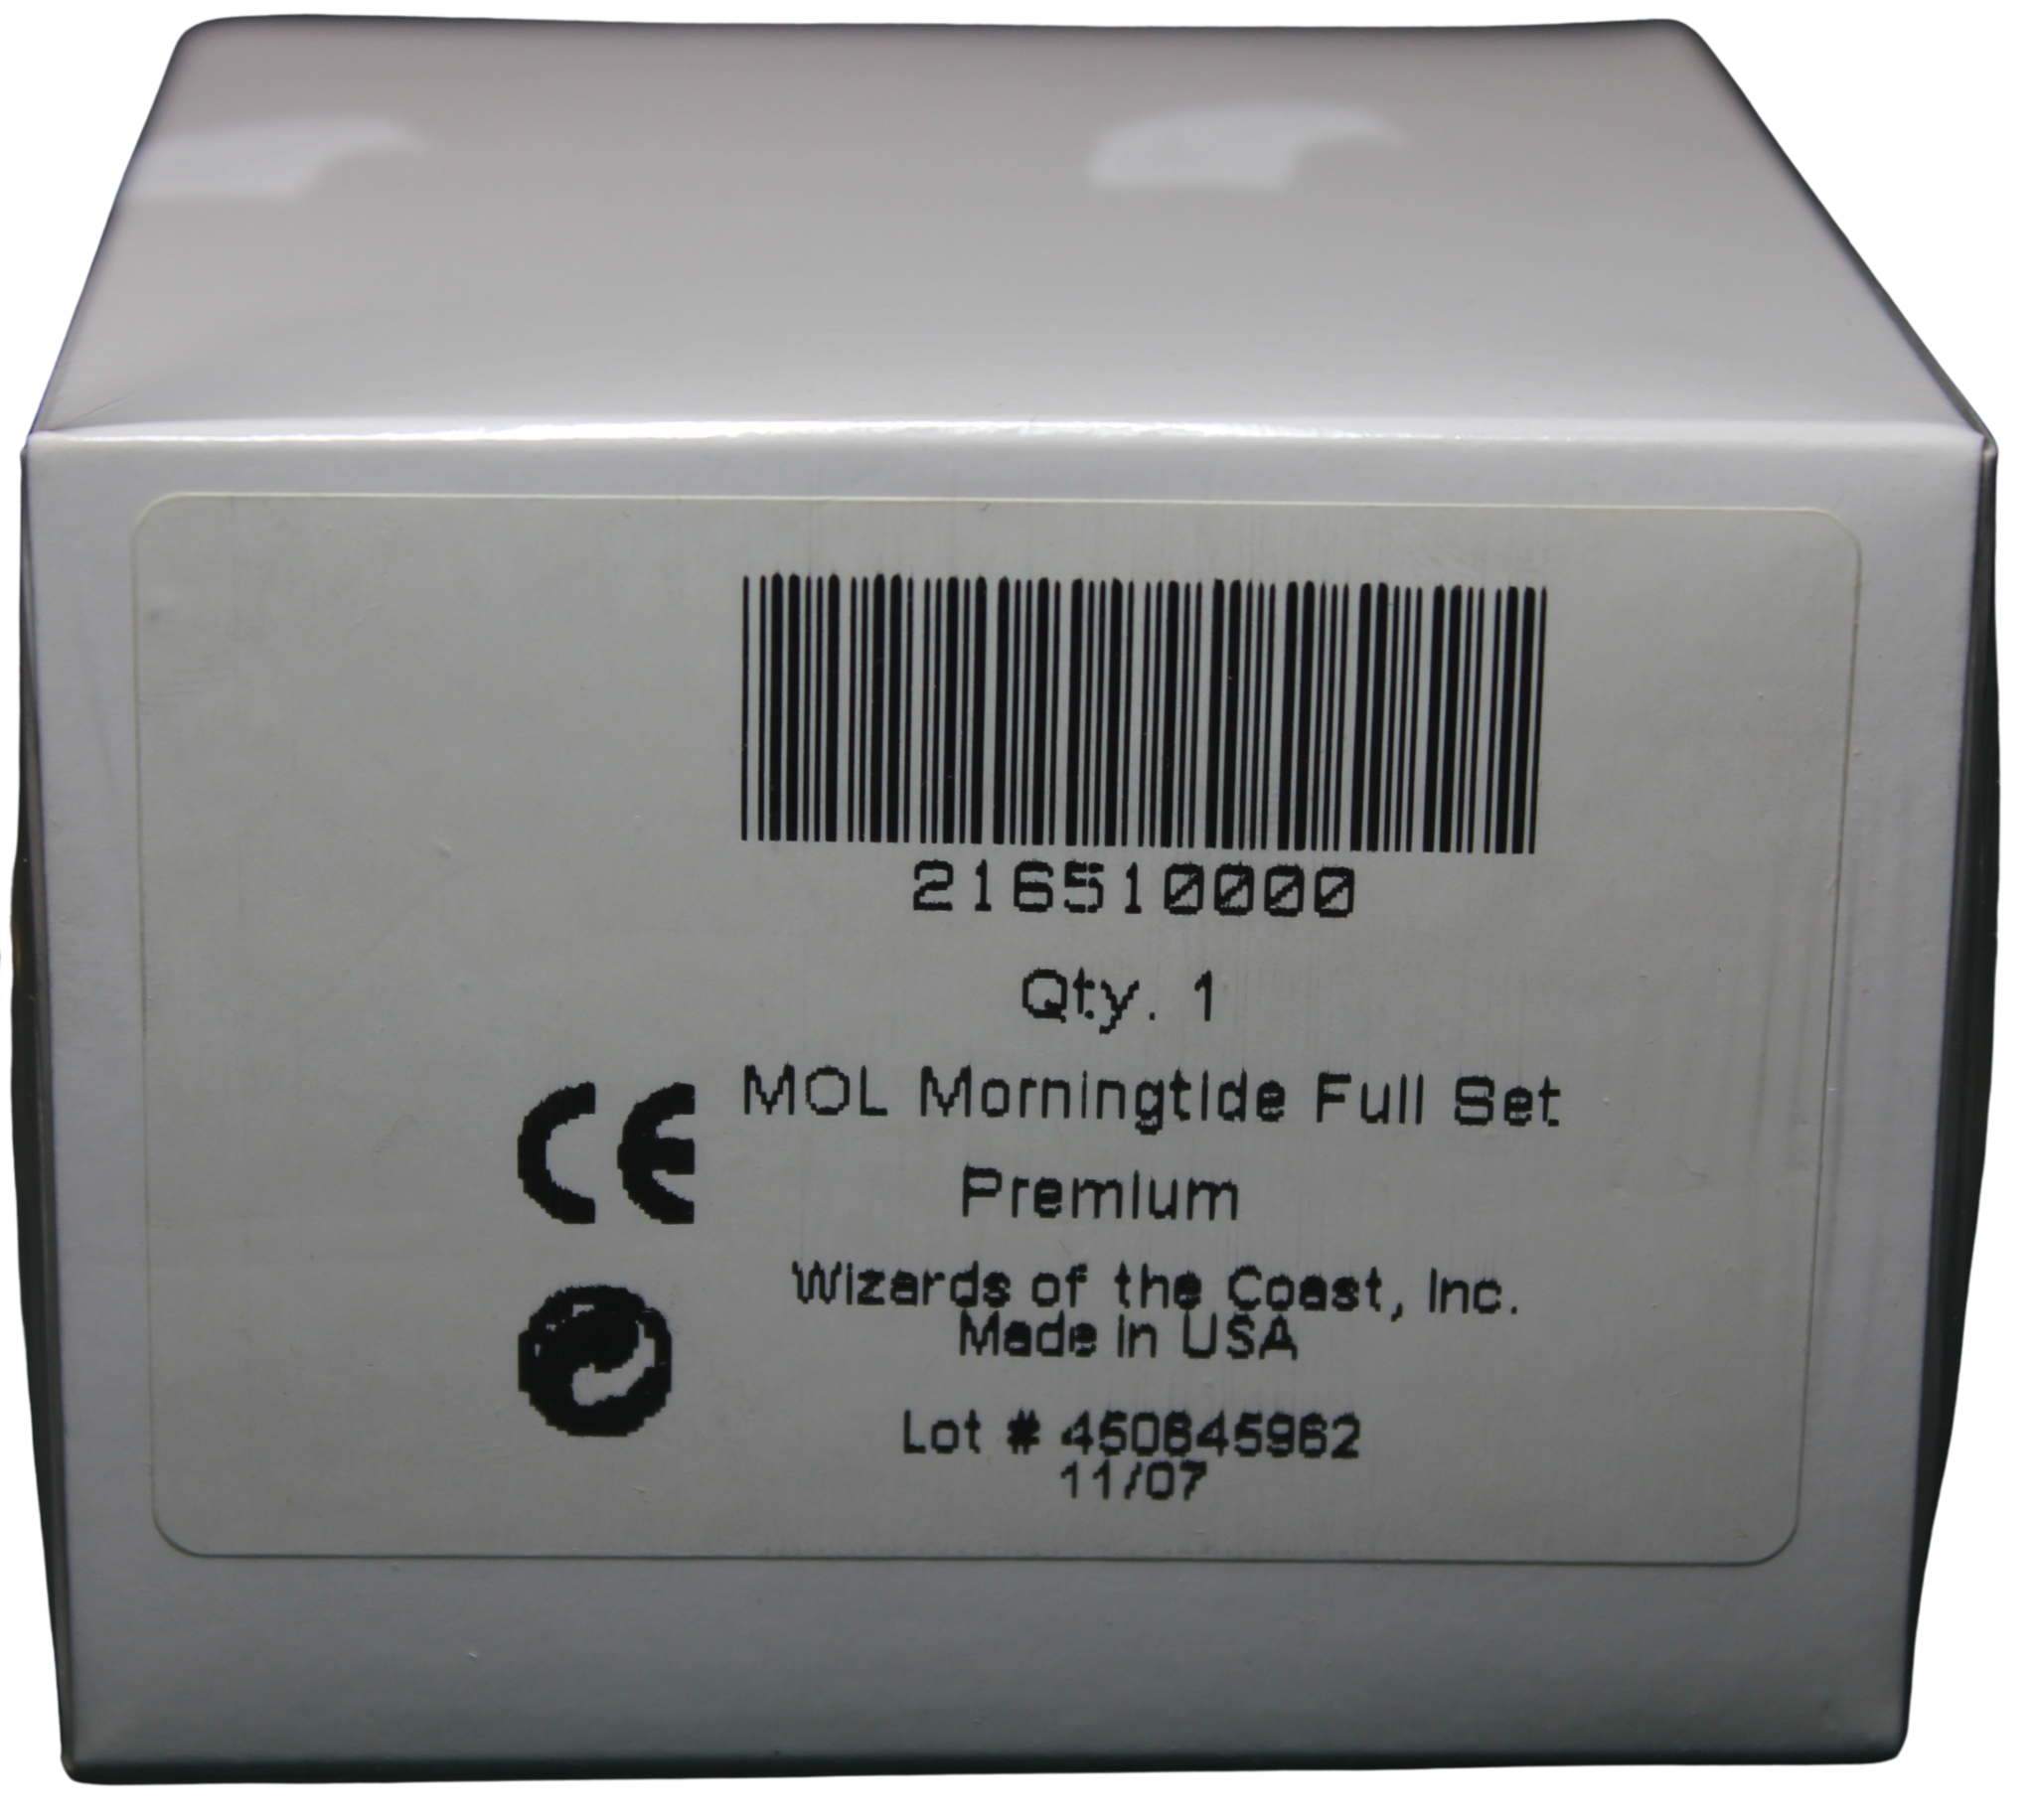 216510000
Qty. 1
MOL Morningtide Full Set
Premium
CE
Wizards of the Coast, Inc.
Made in USA
Lot # 450645962
11/07